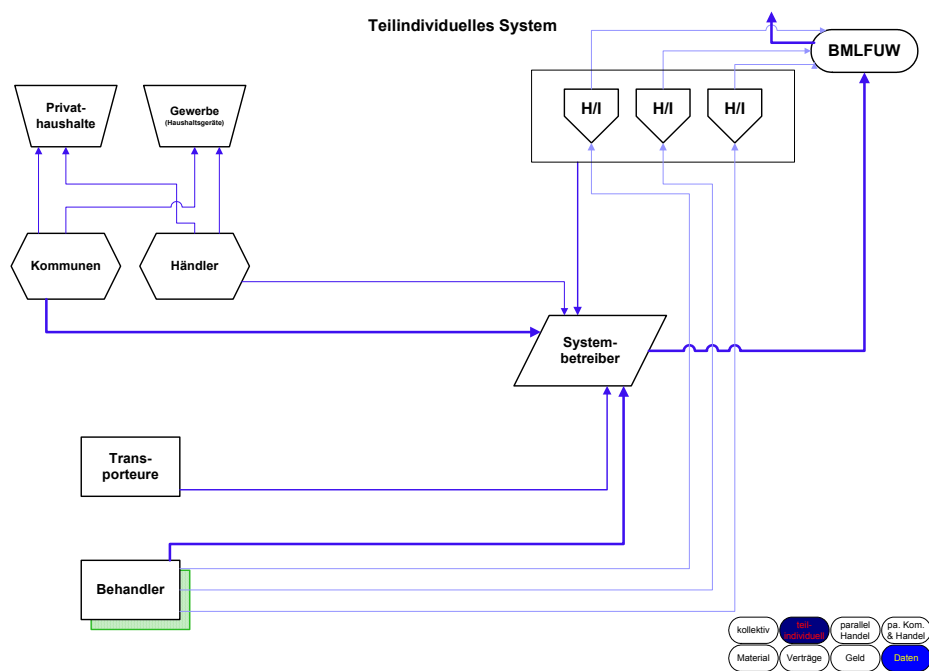 Teilindividuelles System
BMLFUW
Privat-
haushalte
Gewerbe
(Haushaltsgeräte)
H/I
H/I
H/I
Kommunen
Händler
System-
betreiber
Trans-
porteure
Behandler
kollektiv
teil-
individuell
parallel
Handel
pa. Kom.
& Handel
Material
Verträge
Geld
Daten